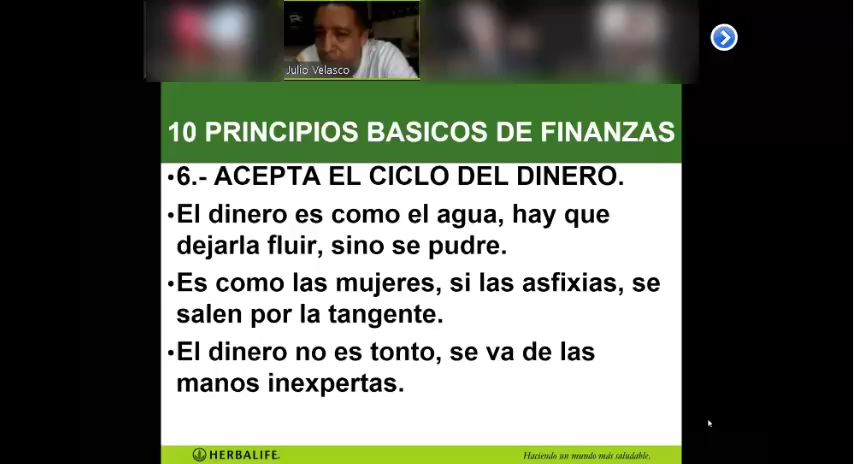 Julio Velasco
10 PRINCIPIOS BASICOS DE FINANZAS
•6.- ACEPTA EL CICLO DEL DINERO.
•El dinero es como el agua, hay que
dejarla fluir, sino se pudre.
•Es como las mujeres, si las asfixias, se
salen por la tangente.
•El dinero no es tonto, se va de las
manos inexpertas.
HERBALIFE.
Haciendo un mundo más saludable.